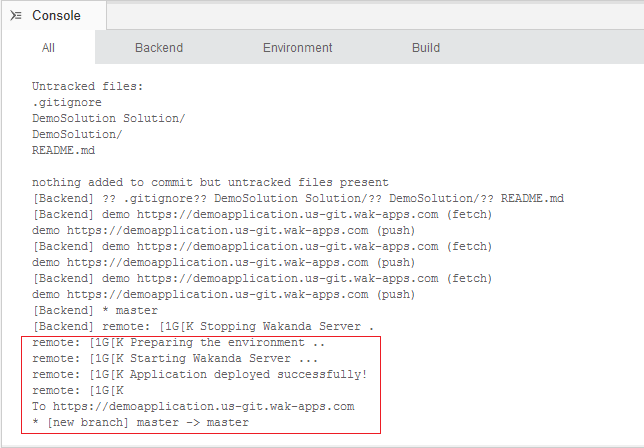 Console
All Backend Environment Build
Untracked files:
.gitignore
DemoSolution Solution/
DemoSolution/
README.md
nothing added to commit but untracked files present
[Backend] ?? .gitignore?? DemoSolution Solution/?? DemoSolution/?? README.md
[Backend] demo https://demoapplication.us-git.wak-apps.com (fetch)
demo https://demoapplication.us-git.wak-apps.com (push)
[Backend] demo https://demoapplication.us-git.wak-apps.com (fetch)
demo https://demoapplication.us-git.wak-apps.com (push)
[Backend] demo https://demoapplication.us-git.wak-apps.com (fetch)
demo https://demoapplication.us-git.wak-apps.com (push)
[Backend] * master
[Backend] remote: [1G[K Stopping Wakanda Server .
remote: [1G[K Preparing the environment ..
remote: [1G[K Starting Wakanda Server ...
remote: [1G[K Application deployed successfully!
remote: [1G[K
To https://demoapplication.us-git.wak-apps.com
* [new branch] master -> master